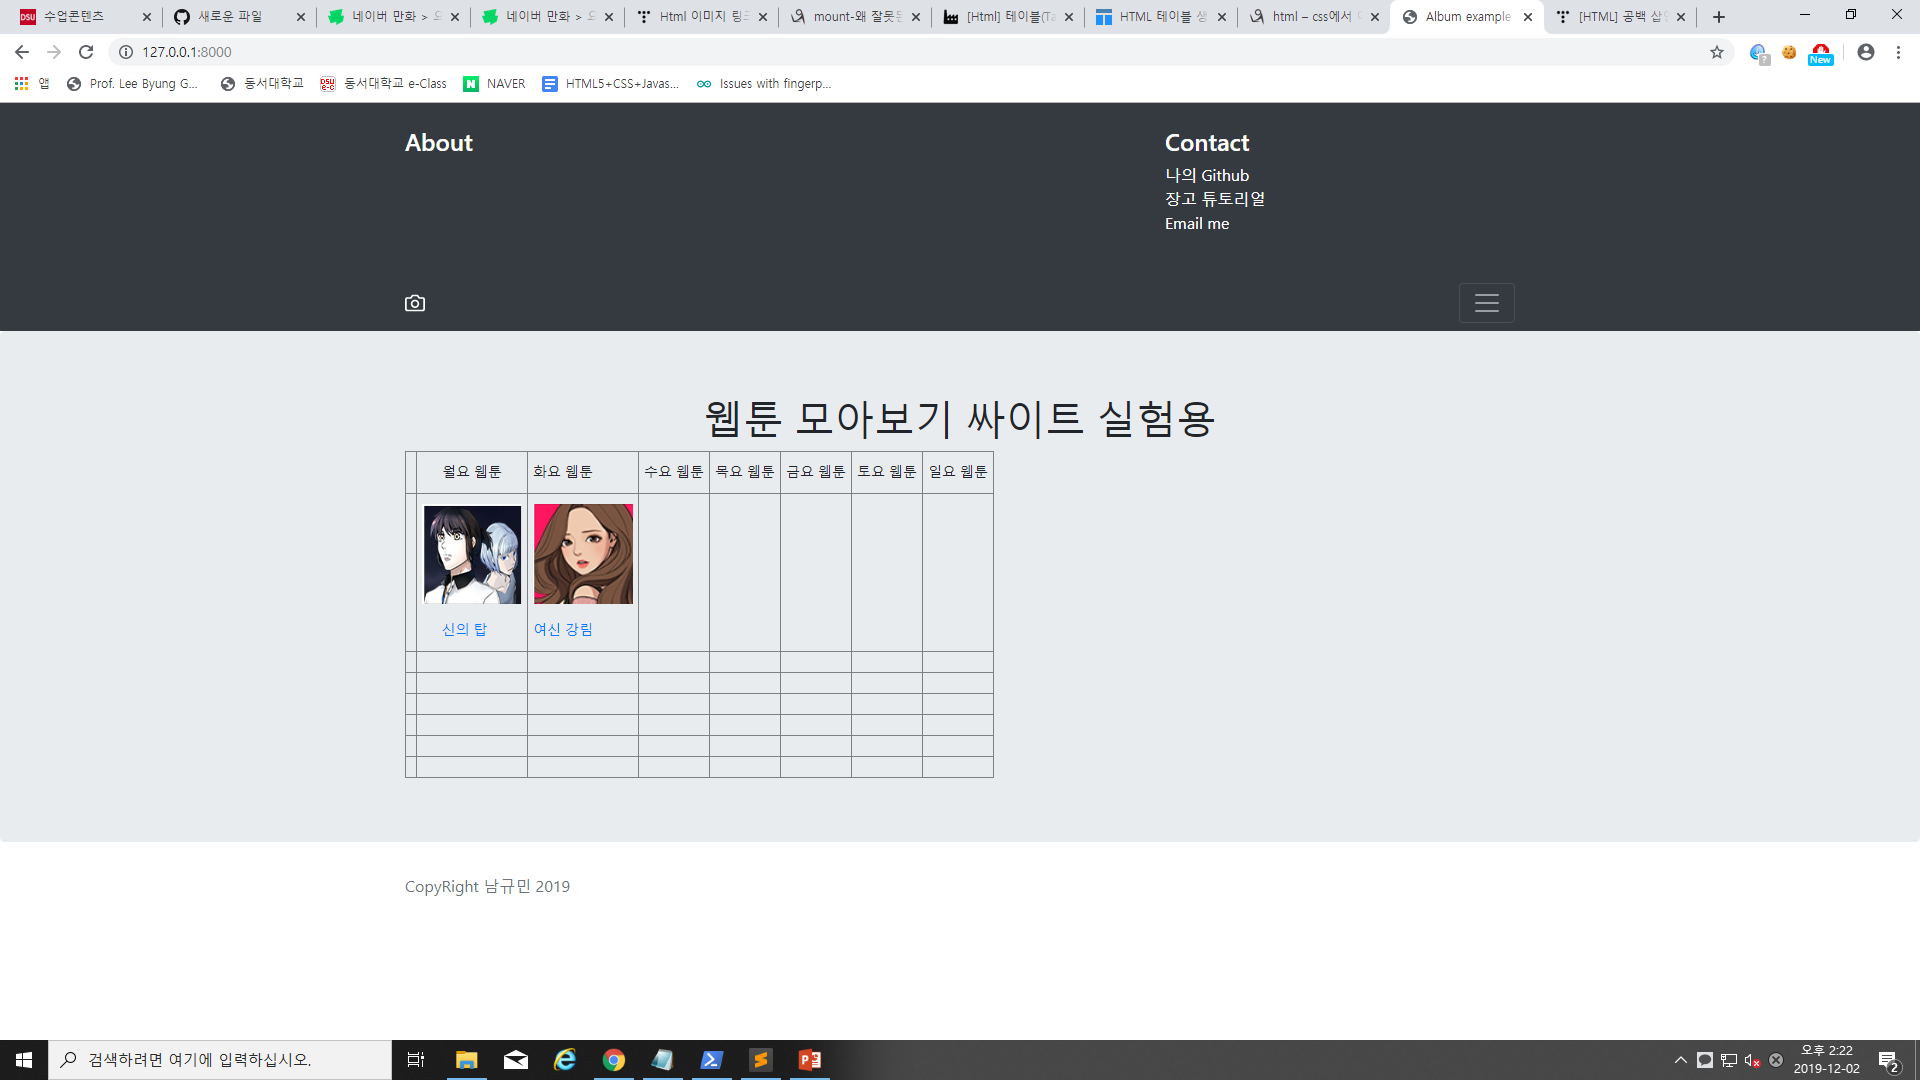 수업콘텐츠
새로운 파일
네이버 만화 > 요
네이버 만화 > 요
Html 이미지 링크
mount-왜 잘못된
[Html] 테이블(Ta
HTML 테이블 생
html – css에서
Album example
[HTML] 공백 삽입
127.0.0.1:8000
New
앱
Prof. Lee Byung G...
동서대학교
동서대학교 e-Class
NAVER
HTML5+CSS+Javas...
Issues with fingerp...
About
Contact
나의 Github
장고 튜토리얼
Email me
웹툰 모아보기 싸이트 실험용
월요 웹툰 화요 웹툰 수요 웹툰 목요 웹툰 금요 웹툰 토요 웹툰 일요 웹툰
신의 탑 여신 강림
CopyRight 남규민 2019
검색하려면 여기에 입력하십시오.
오후 2:22
2019-12-02
2